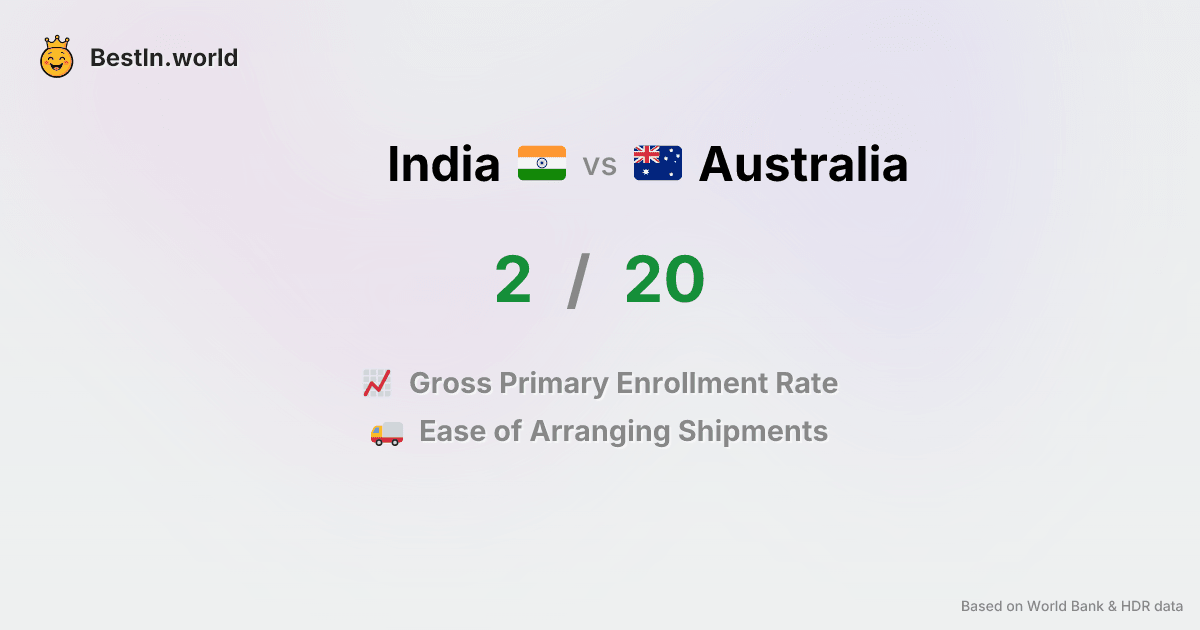 BestIn.world
India vs Australia
2 / 20
Gross Primary Enrollment Rate
Ease of Arranging Shipments
Based on World Bank & HDR data